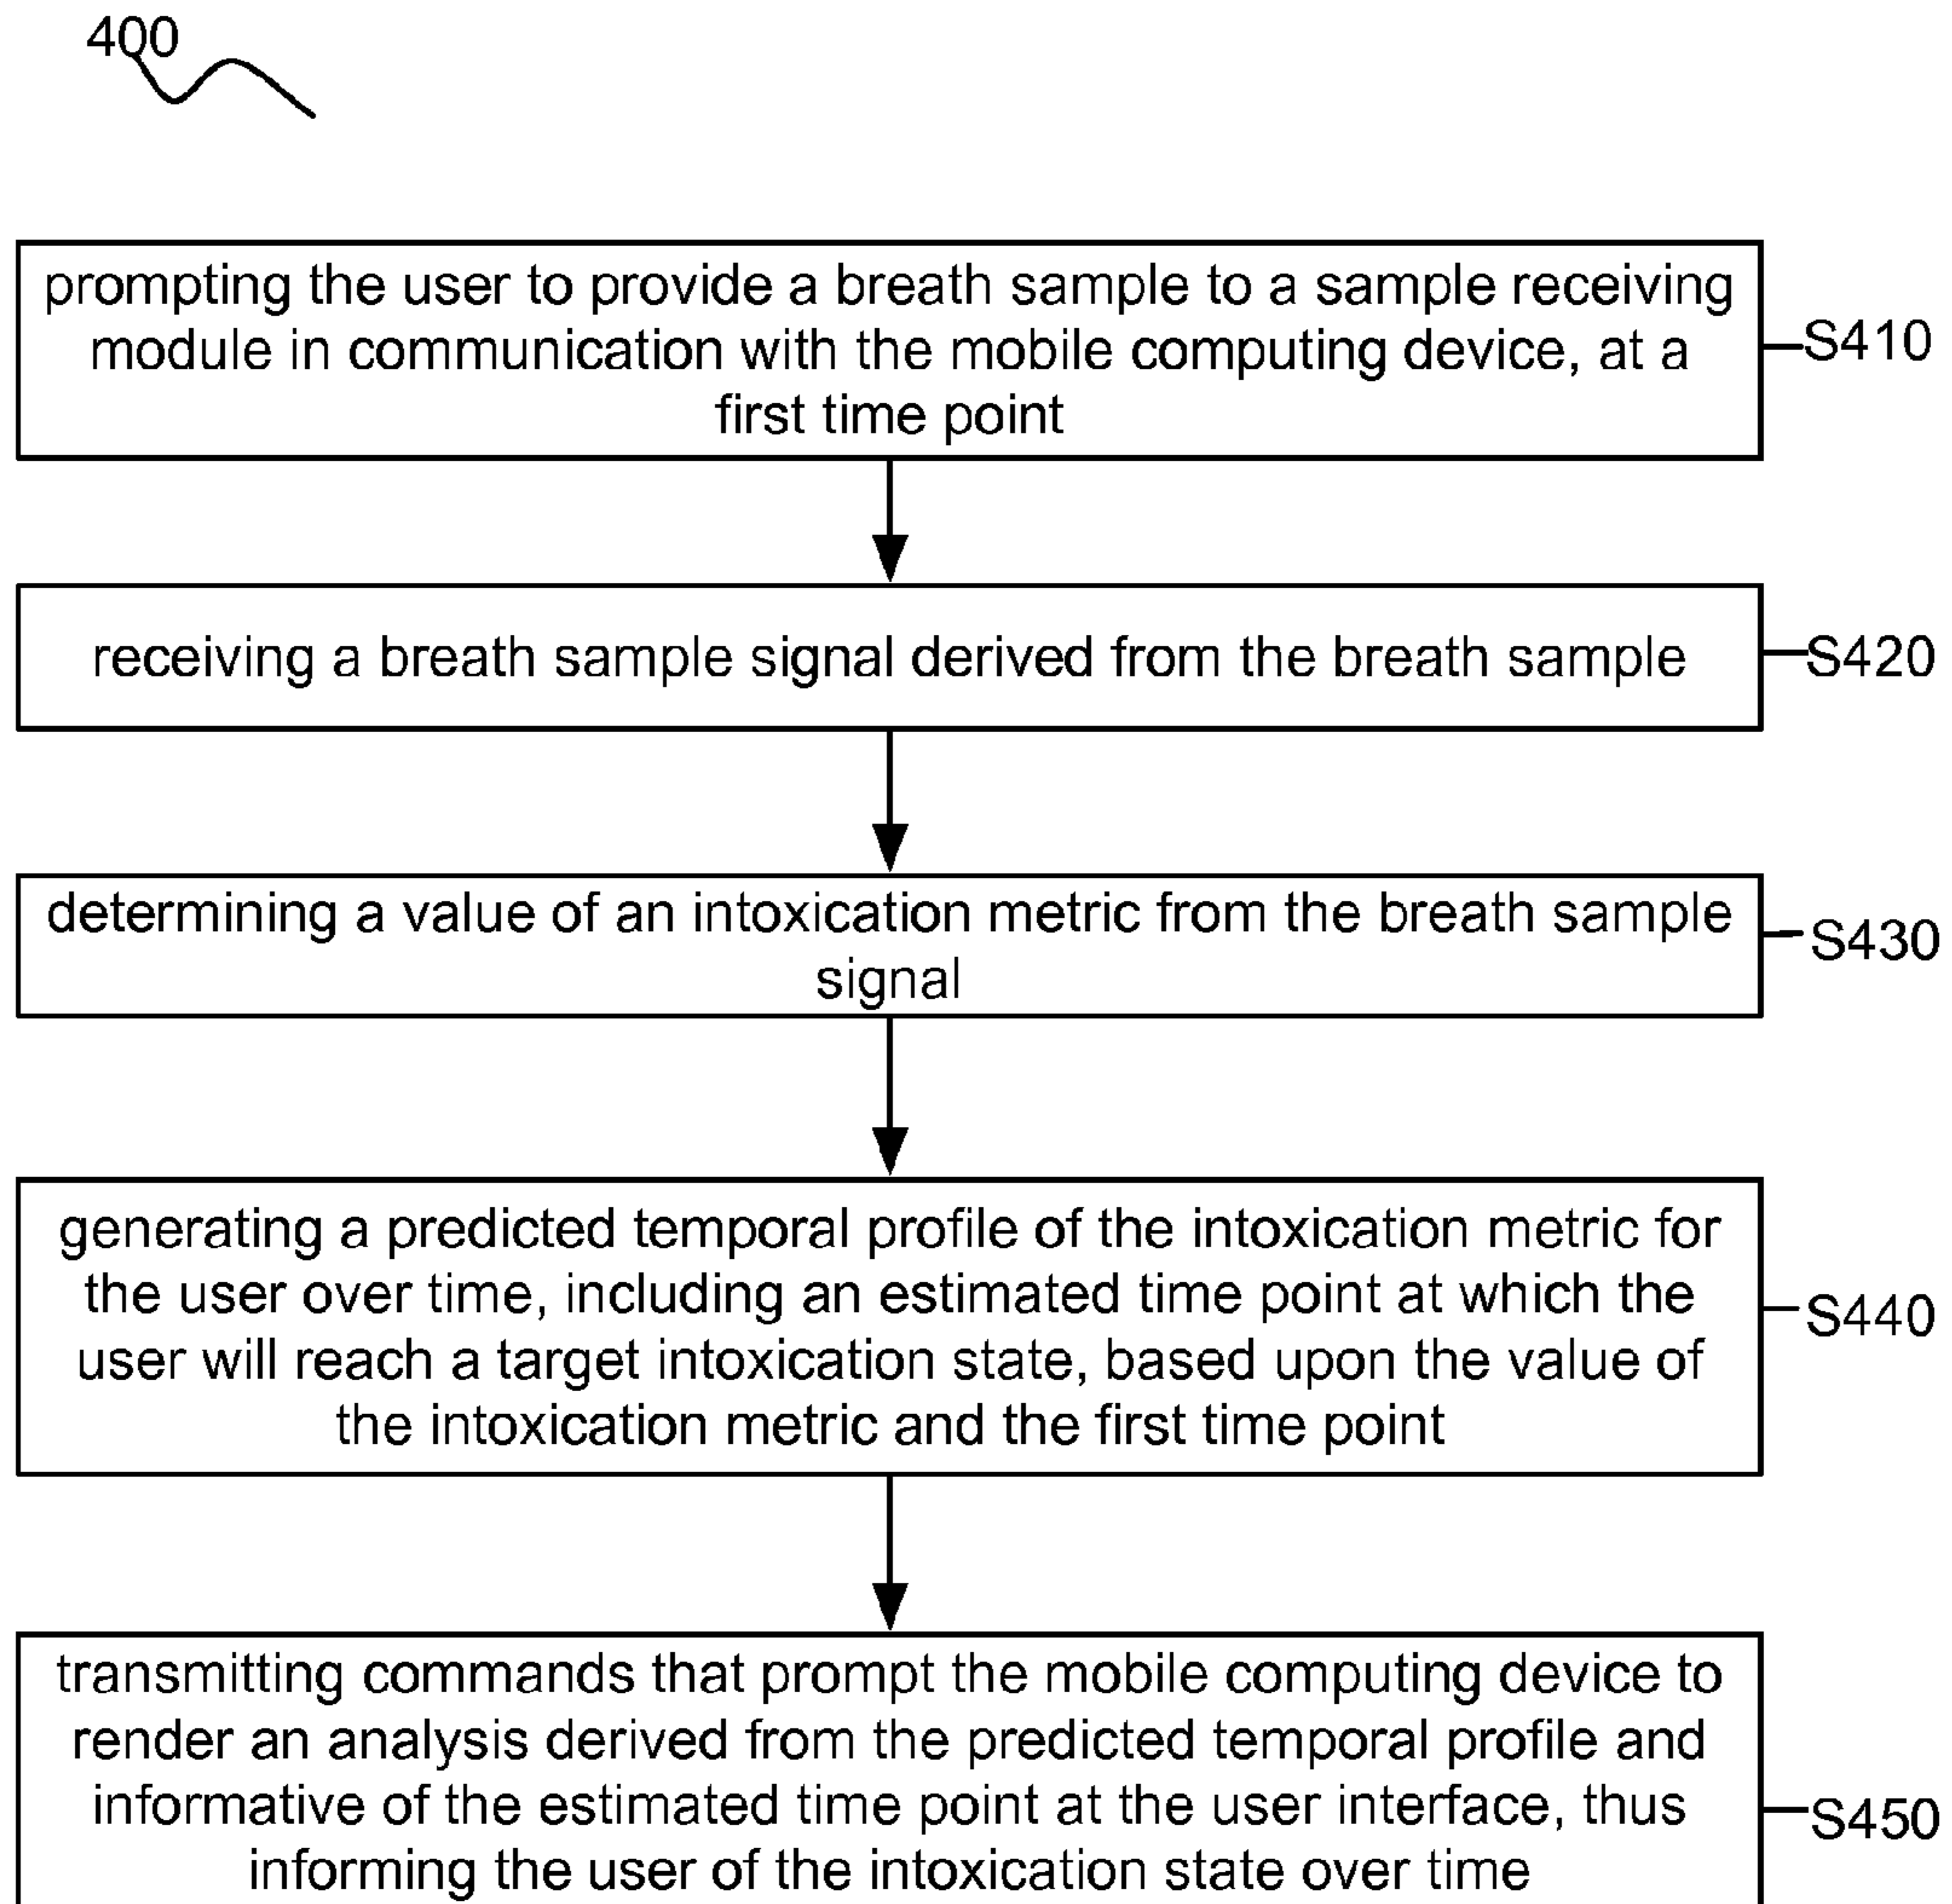 400
prompting the user to provide a breath sample to a sample receiving
module in communication with the mobile computing device, at a
first time point
S410
receiving a breath sample signal derived from the breath sample
S420
determining a value of an intoxication metric from the breath sample
signal
S430
generating a predicted temporal profile of the intoxication metric for
the user over time, including an estimated time point at which the
user will reach a target intoxication state, based upon the value of
the intoxication metric and the first time point
S440
transmitting commands that prompt the mobile computing device to
render an analysis derived from the predicted temporal profile and
informative of the estimated time point at the user interface, thus
informing the user of the intoxication state over time
S450